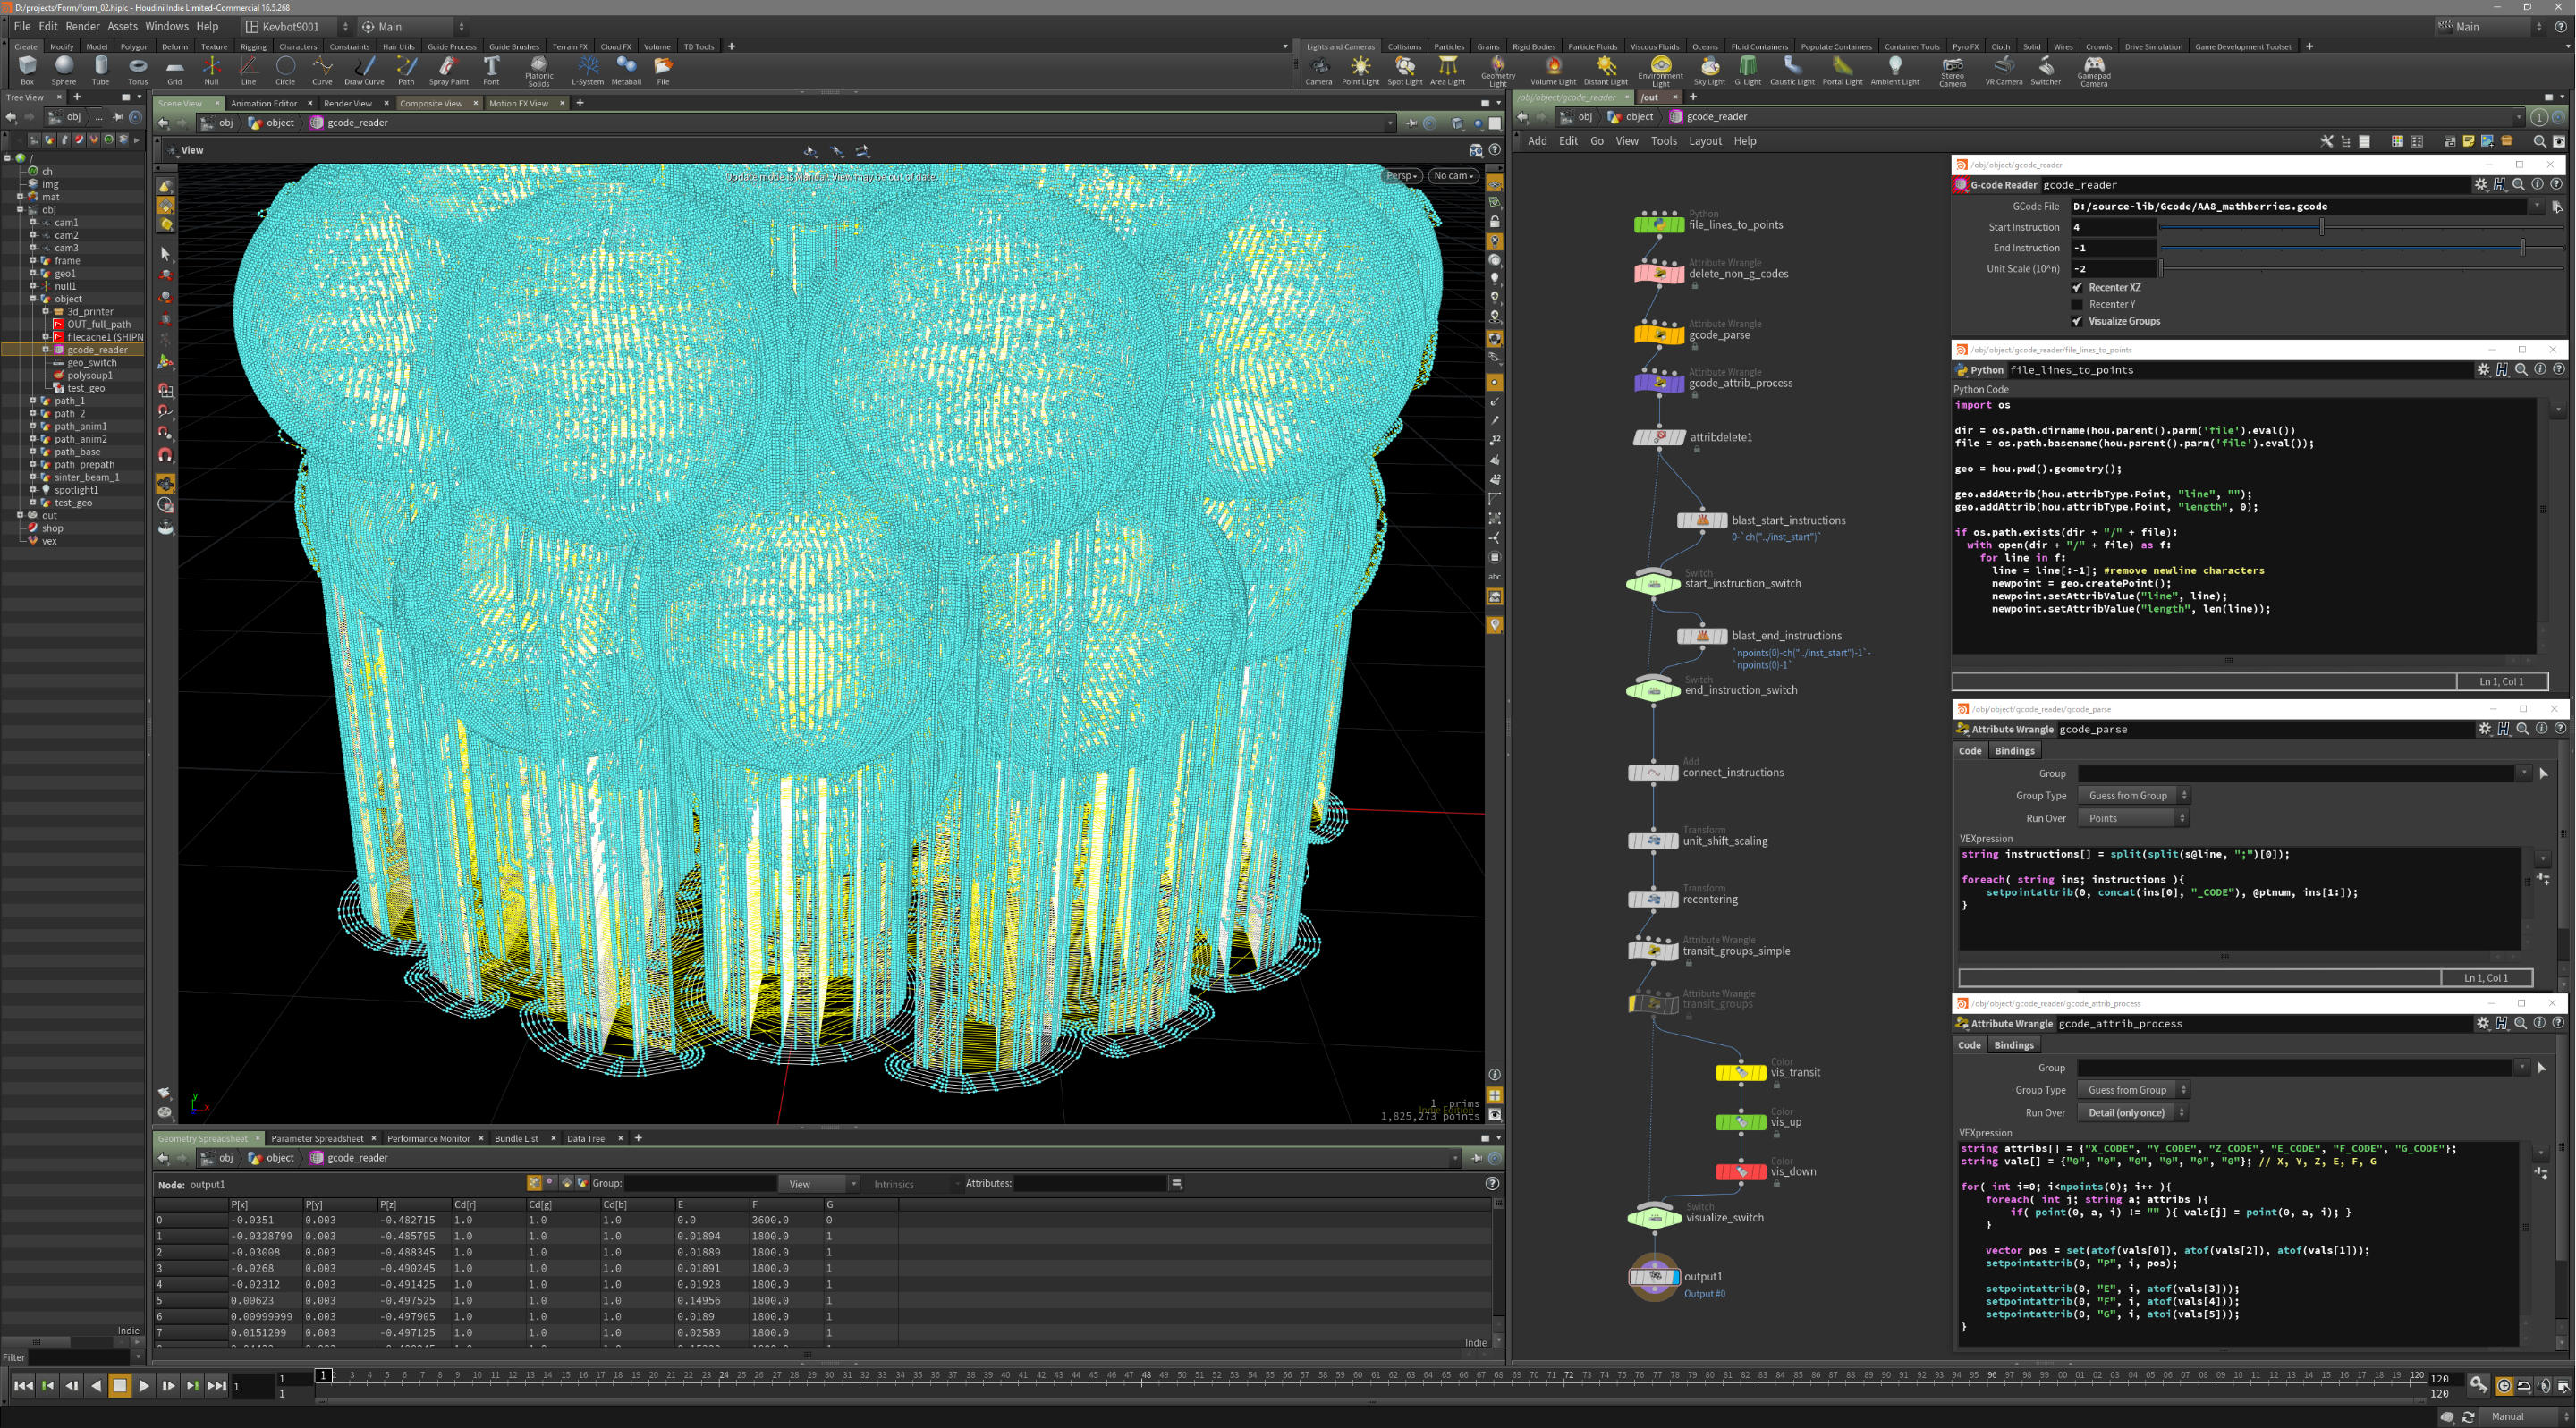 D:/projects/Form/form_02.hiplc - Houdini Indie Limited-Commercial 16.5.268
File Edit Render Assets Windows Help Kevbot9001 Main Main
Create Modify Model Polygon Deform Texture Rigging Characters Constraints Hair Utils Guide Process Guide Brushes Terrain FX Cloud FX Volume TD Tools
Box Sphere Tube Torus Grid Null Line Circle Curve Draw Curve Path Spray Paint Font Platonic Solids L-System Metaball File
Lights and Cameras Collisions Particles Grains Rigid Bodies Particle Fluids Viscous Fluids Oceans Fluid Containers Populate Containers Container Tools Pyro FX Cloth Solid Wires Crowds Drive Simulation Game Development Toolset
Camera Point Light Spot Light Area Light Geometry Light Volume Light Distant Light Environment Light Sky Light GI Light Caustic Light Portal Light Ambient Light Stereo Camera VR Camera Switcher Gamepad Camera
Tree View
obj ...
/
ch
img
mat
obj
cam1
cam2
cam3
frame
geo1
null1
object
3d_printer
OUT_full_path
filecache1 ($HIPN
gcode_reader
geo_switch
polysoup1
test_geo
path_1
path_2
path_anim1
path_anim2
path_base
path_prepath
sinter_beam_1
spotlight1
test_geo
out
shop
vex
Indie
Filter
Scene View Animation Editor Render View Composite View Motion FX View
obj object gcode_reader
View
Update mode is Manual. View may be out of date.
Persp No cam
1 prims
Indie Edition
1,825,273 points
Geometry Spreadsheet Parameter Spreadsheet Performance Monitor Bundle List Data Tree
obj object gcode_reader
Node: output1 Group: View Intrinsics Attributes:
P[x] P[y] P[z] Cd[r] Cd[g] Cd[b] E F G
0 -0.0351 0.003 -0.482715 1.0 1.0 1.0 0.0 3600.0 0
1 -0.0328799 0.003 -0.485795 1.0 1.0 1.0 0.01894 1800.0 1
2 -0.03008 0.003 -0.488345 1.0 1.0 1.0 0.01889 1800.0 1
3 -0.0268 0.003 -0.490245 1.0 1.0 1.0 0.01891 1800.0 1
4 -0.02312 0.003 -0.491425 1.0 1.0 1.0 0.01928 1800.0 1
5 0.00623 0.003 -0.497525 1.0 1.0 1.0 0.14956 1800.0 1
6 0.00999999 0.003 -0.497905 1.0 1.0 1.0 0.0189 1800.0 1
7 0.0151299 0.003 -0.497125 1.0 1.0 1.0 0.02589 1800.0 1
Indie
/obj/object/gcode_reader /out
obj object gcode_reader 1
Add Edit Go View Tools Layout Help
Python
file_lines_to_points
Attribute Wrangle
delete_non_g_codes
Attribute Wrangle
gcode_parse
Attribute Wrangle
gcode_attrib_process
attribdelete1
blast_start_instructions
0-`ch("../inst_start")`
Switch
start_instruction_switch
blast_end_instructions
`npoints(0)-ch("../inst_start")-1`-
`npoints(0)-1`
Switch
end_instruction_switch
Add
connect_instructions
Transform
unit_shift_scaling
Transform
recentering
Attribute Wrangle
transit_groups_simple
Attribute Wrangle
transit_groups
Color
vis_transit
Color
vis_up
Color
vis_down
Switch
visualize_switch
output1
Output #0
/obj/object/gcode_reader
G-code Reader gcode_reader
GCode File D:/source-lib/Gcode/AA8_mathberries.gcode
Start Instruction 4
End Instruction -1
Unit Scale (10^n) -2
Recenter XZ
Recenter Y
Visualize Groups
/obj/object/gcode_reader/file_lines_to_points
Python file_lines_to_points
Python Code
import os
dir = os.path.dirname(hou.parent().parm('file').eval())
file = os.path.basename(hou.parent().parm('file').eval());
geo = hou.pwd().geometry();
geo.addAttrib(hou.attribType.Point, "line", "");
geo.addAttrib(hou.attribType.Point, "length", 0);
if os.path.exists(dir + "/" + file):
with open(dir + "/" + file) as f:
for line in f:
line = line[:-1]; #remove newline characters
newpoint = geo.createPoint();
newpoint.setAttribValue("line", line);
newpoint.setAttribValue("length", len(line));
Ln 1, Col 1
/obj/object/gcode_reader/gcode_parse
Attribute Wrangle gcode_parse
Code Bindings
Group
Group Type Guess from Group
Run Over Points
VEXpression
string instructions[] = split(split(s@line, ";")[0]);
foreach( string ins; instructions ){
setpointattrib(0, concat(ins[0], "_CODE"), @ptnum, ins[1:]);
}
Ln 1, Col 1
/obj/object/gcode_reader/gcode_attrib_process
Attribute Wrangle gcode_attrib_process
Code Bindings
Group
Group Type Guess from Group
Run Over Detail (only once)
VEXpression
string attribs[] = {"X_CODE", "Y_CODE", "Z_CODE", "E_CODE", "F_CODE", "G_CODE"};
string vals[] = {"0", "0", "0", "0", "0", "0"}; // X, Y, Z, E, F, G
for( int i=0; i<npoints(0); i++ ){
foreach( int j; string a; attribs ){
if( point(0, a, i) != "" ){ vals[j] = point(0, a, i); }
}
vector pos = set(atof(vals[0]), atof(vals[2]), atof(vals[1]));
setpointattrib(0, "P", i, pos);
setpointattrib(0, "E", i, atof(vals[3]));
setpointattrib(0, "F", i, atof(vals[4]));
setpointattrib(0, "G", i, atoi(vals[5]));
}
1 1 1 1 120 120
Manual